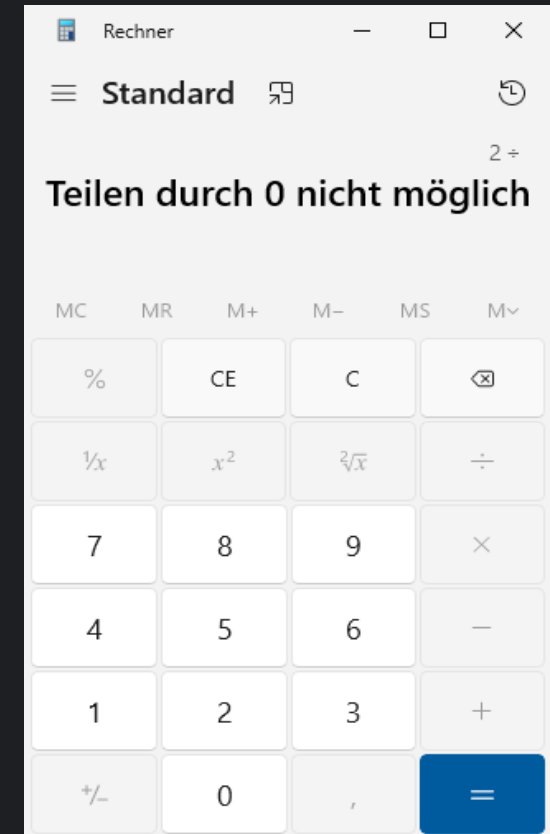 Rechner
Standard
2 ÷
Teilen durch 0 nicht möglich
MC MR M+ M− MS M˅
% CE C
¹/x x² ²√x ÷
7 8 9 ×
4 5 6 −
1 2 3 +
+/− 0 , =